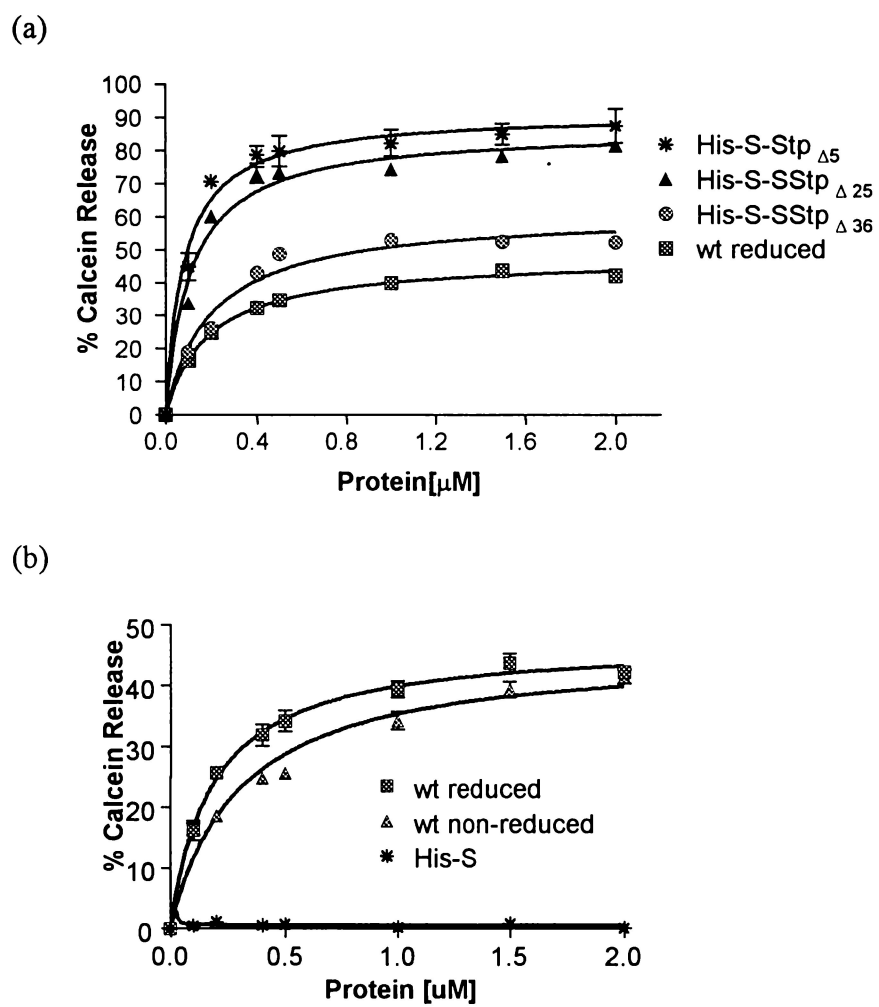 (a)
100
90
80
70
60
50
40
30
20
10
0
% Calcein Release
0.0
0.4
0.8
1.2
1.6
2.0
Protein[μM]
His-S-Stp Δ5
His-S-SStp Δ 25
His-S-SStp Δ 36
wt reduced
(b)
50
40
30
20
10
0
% Calcein Release
0.0
0.5
1.0
1.5
2.0
Protein [uM]
wt reduced
wt non-reduced
His-S